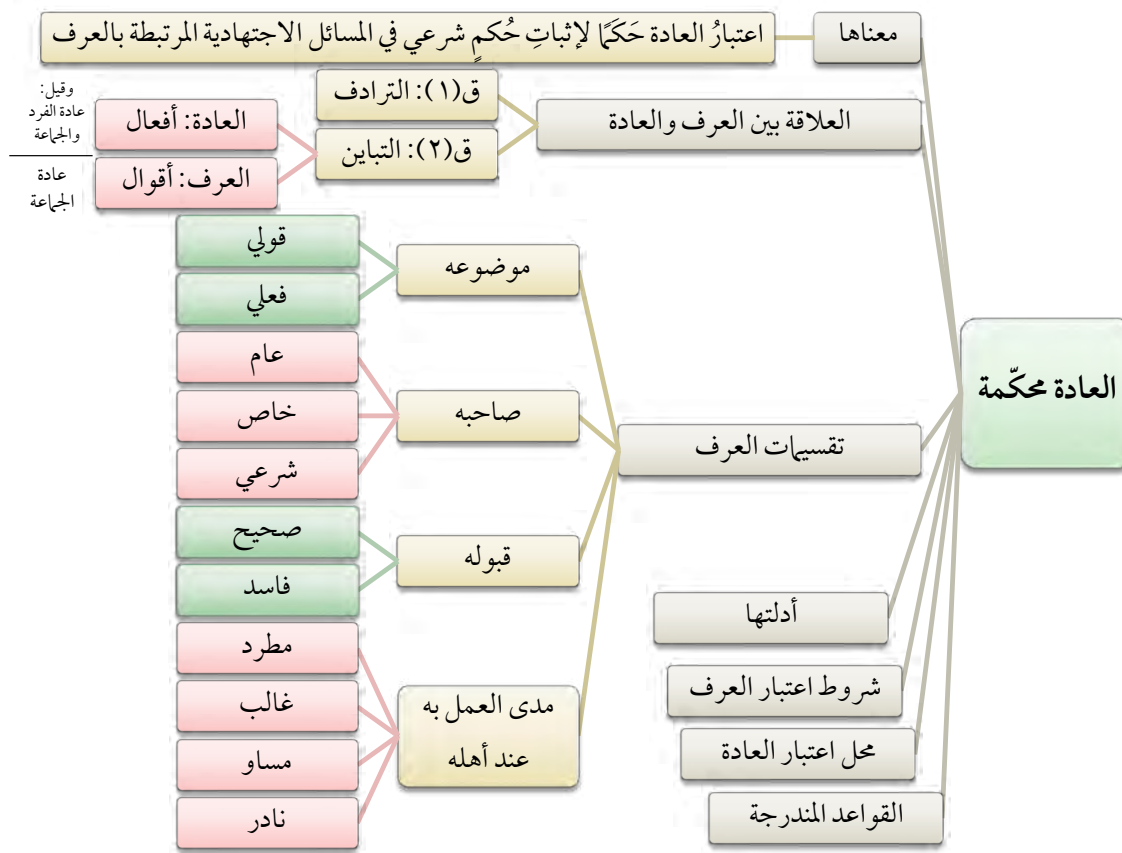 العادة محكّمة
معناها
اعتبارُ العادة حَكَمًا لإثباتِ حُكمٍ شرعي في المسائل الاجتهادية المرتبطة بالعرف
العلاقة بين العرف والعادة
ق(١): الترادف
ق(٢): التباين
العادة: أفعال
وقيل:
عادة الفرد
والجماعة
العرف: أقوال
عادة
الجماعة
تقسيمات العرف
موضوعه
قولي
فعلي
صاحبه
عام
خاص
شرعي
قبوله
صحيح
فاسد
مدى العمل به
عند أهله
مطرد
غالب
مساو
نادر
أدلتها
شروط اعتبار العرف
محل اعتبار العادة
القواعد المندرجة